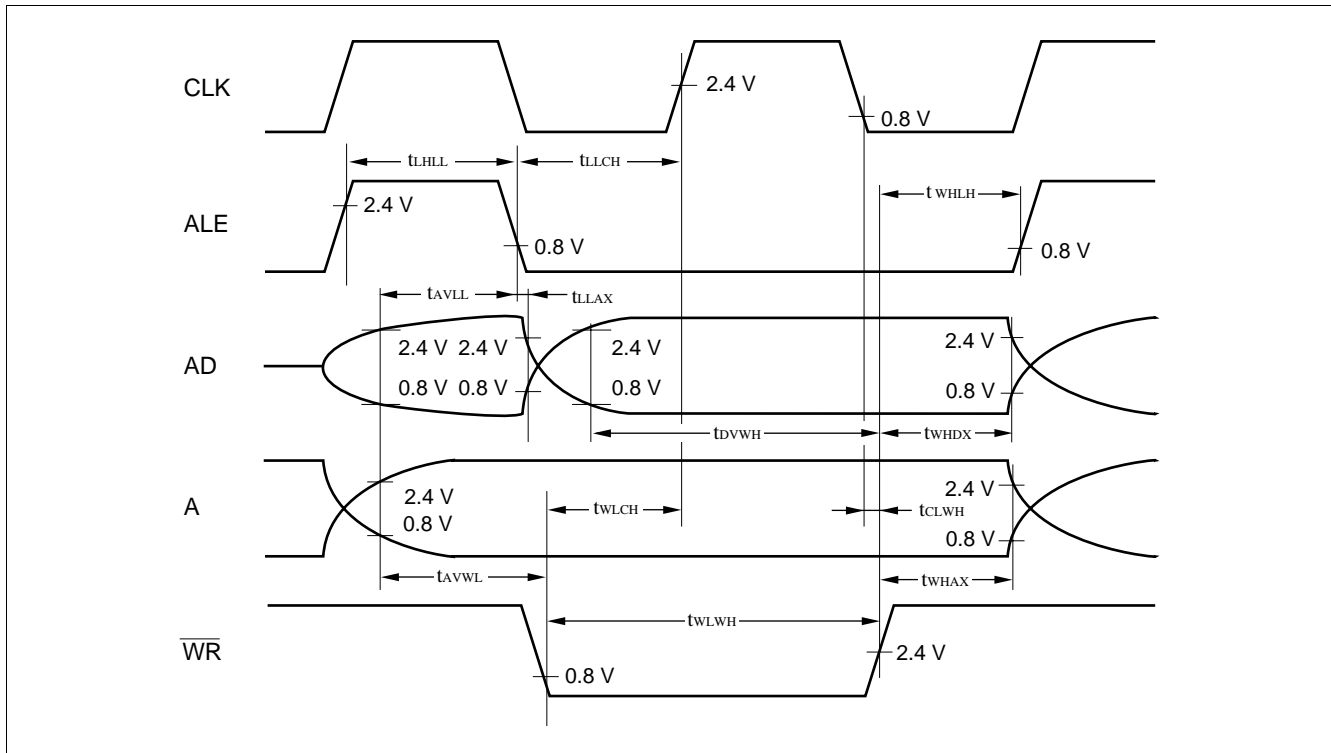 CLK
2.4 V
0.8 V
tLHLL
tLLCH
tWHLH
ALE
2.4 V
0.8 V
0.8 V
tAVLL
tLLAX
AD
2.4 V 2.4 V
2.4 V
2.4 V
0.8 V 0.8 V
0.8 V
0.8 V
tDVWH
tWHDX
A
2.4 V
0.8 V
tWLCH
2.4 V
tCLWH
0.8 V
tAVWL
tWHAX
WR
tWLWH
2.4 V
0.8 V